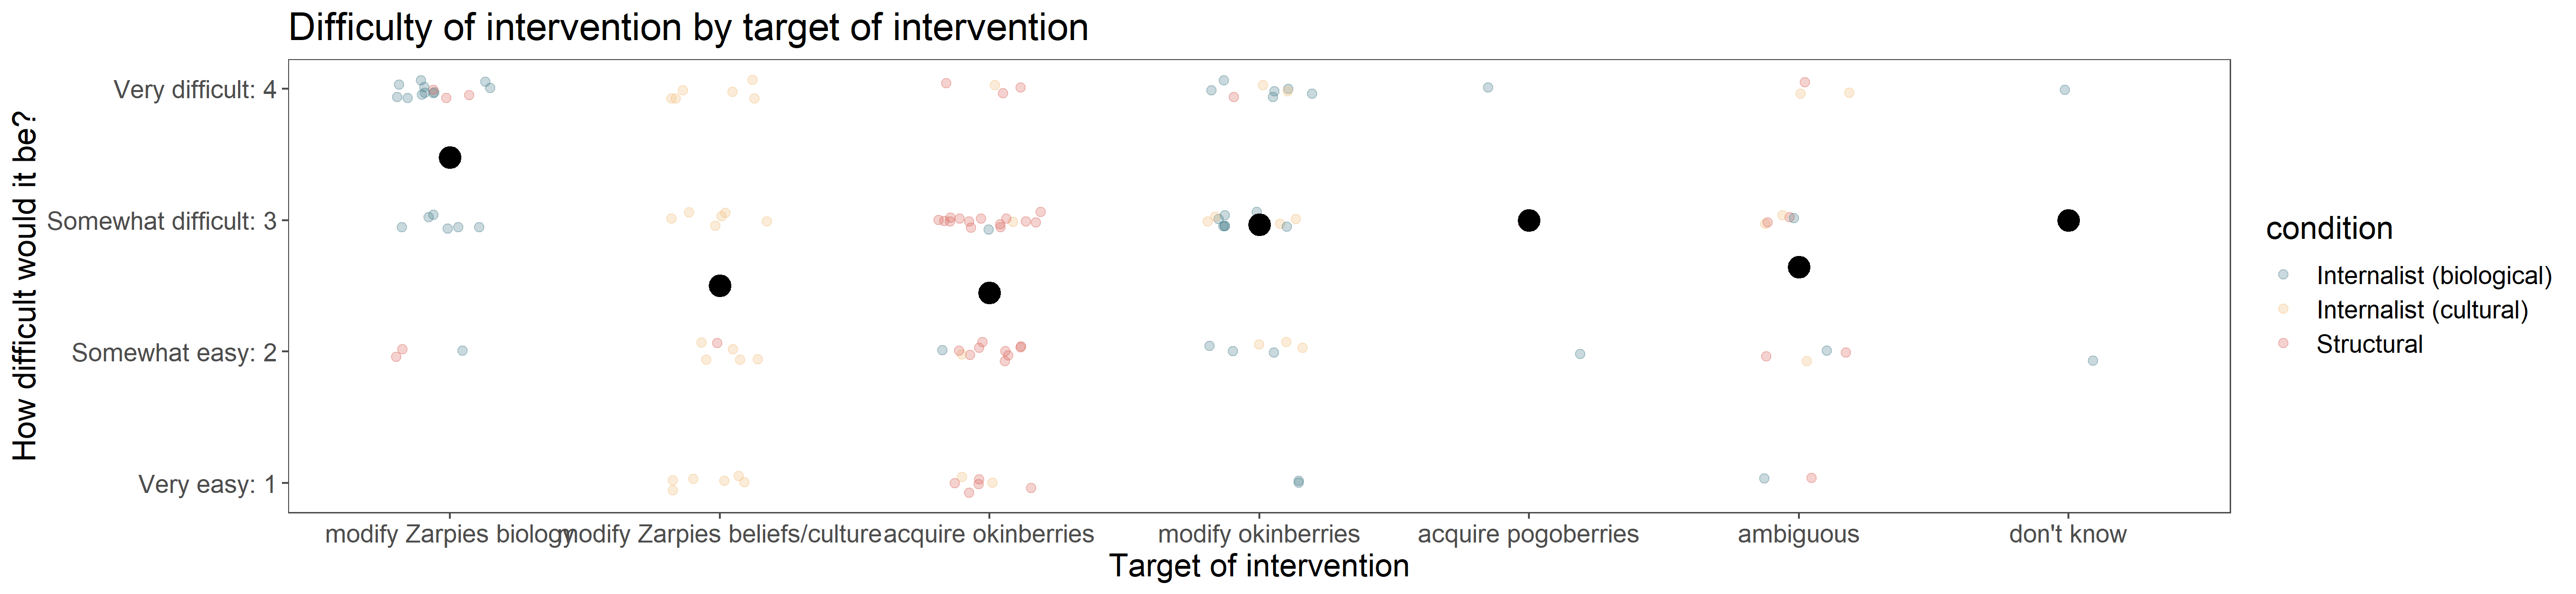 Difficulty of intervention by target of intervention
How difficult would it be?
Very difficult: 4
Somewhat difficult: 3
Somewhat easy: 2
Very easy: 1
modify Zarpies biology
modify Zarpies beliefs/culture
acquire okinberries
modify okinberries
acquire pogoberries
ambiguous
don't know
Target of intervention
condition
Internalist (biological)
Internalist (cultural)
Structural